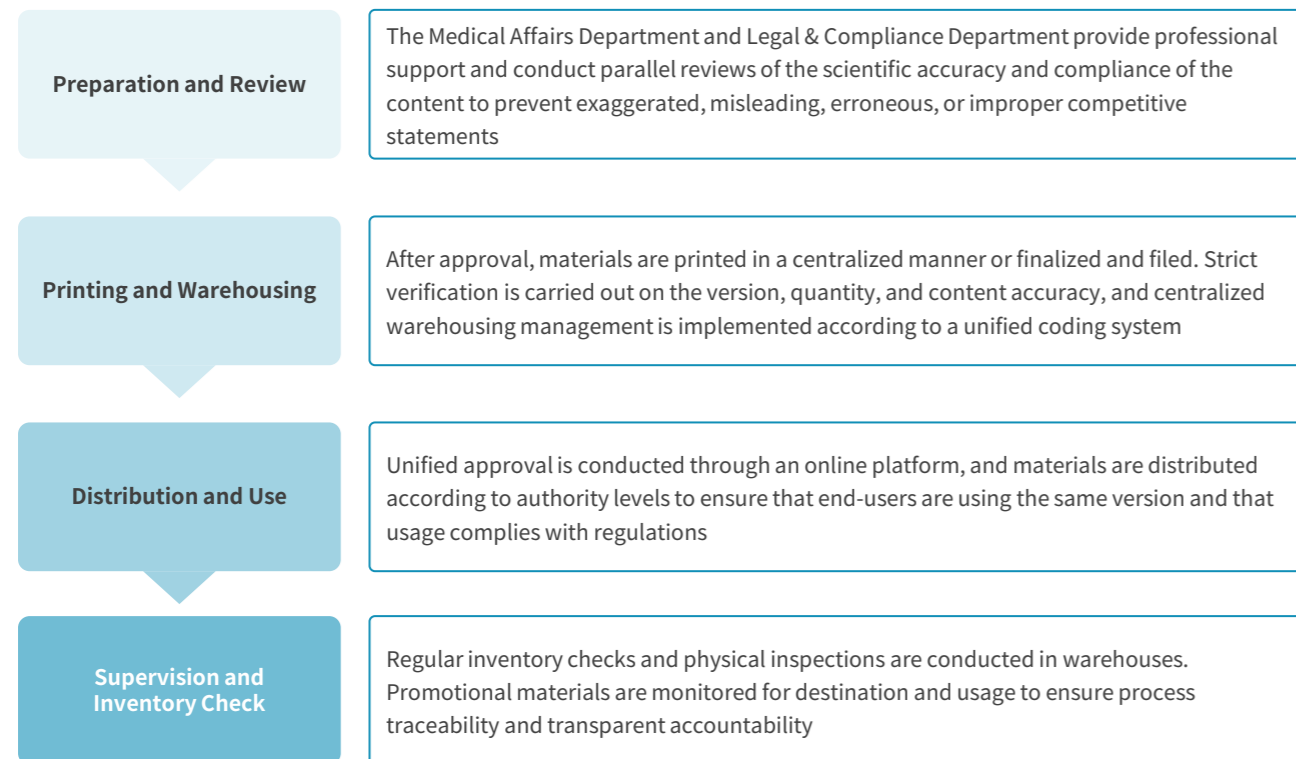 Preparation and Review
The Medical Affairs Department and Legal & Compliance Department provide professional
support and conduct parallel reviews of the scientific accuracy and compliance of the
content to prevent exaggerated, misleading, erroneous, or improper competitive
statements
Printing and Warehousing
After approval, materials are printed in a centralized manner or finalized and filed. Strict
verification is carried out on the version, quantity, and content accuracy, and centralized
warehousing management is implemented according to a unified coding system
Distribution and Use
Unified approval is conducted through an online platform, and materials are distributed
according to authority levels to ensure that end-users are using the same version and that
usage complies with regulations
Supervision and
Inventory Check
Regular inventory checks and physical inspections are conducted in warehouses.
Promotional materials are monitored for destination and usage to ensure process
traceability and transparent accountability